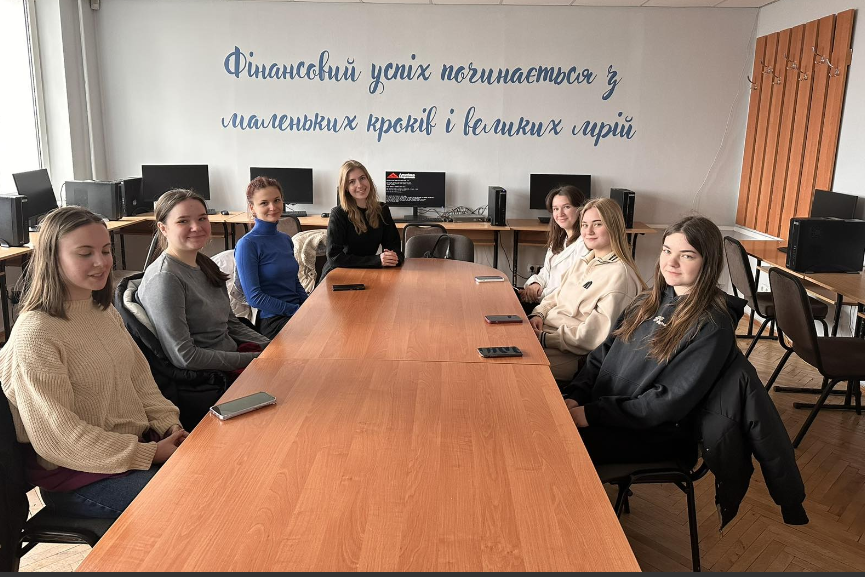 Фінансовий успіх починається з
маленьких кроків і великих мрій